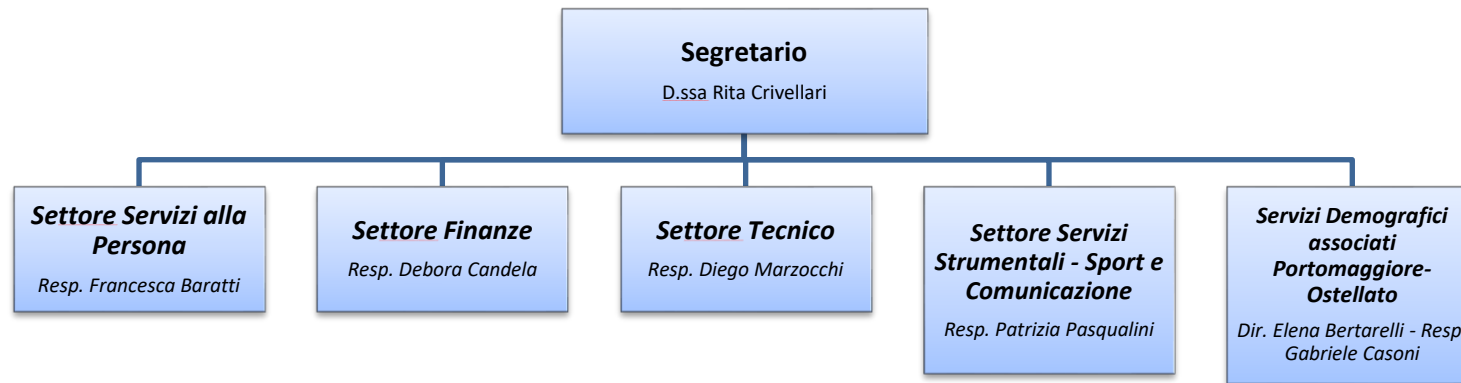 Segretario
D.ssa Rita Crivellari
Settore Servizi alla
Persona
Resp. Francesca Baratti
Settore Finanze
Resp. Debora Candela
Settore Tecnico
Resp. Diego Marzocchi
Settore Servizi
Strumentali - Sport e
Comunicazione
Resp. Patrizia Pasqualini
Servizi Demografici
associati
Portomaggiore-
Ostellato
Dir. Elena Bertarelli - Resp
Gabriele Casoni